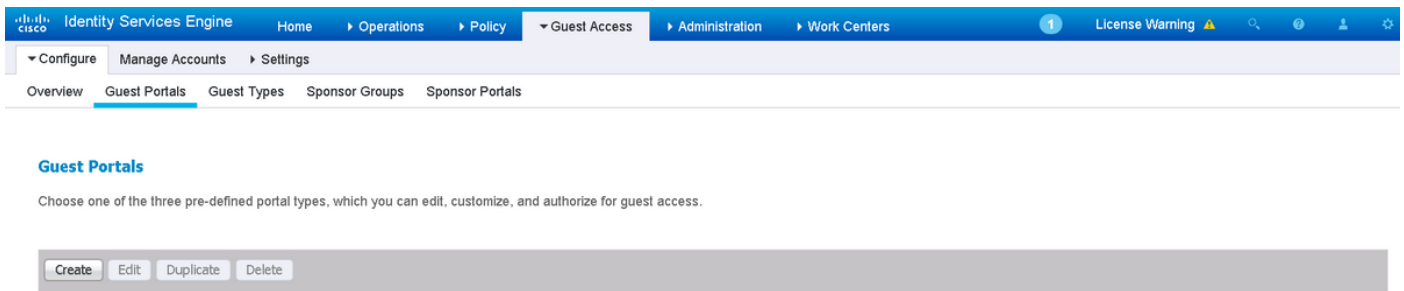 cisco Identity Services Engine Home Operations Policy Guest Access Administration Work Centers 1 License Warning
Configure Manage Accounts Settings
Overview Guest Portals Guest Types Sponsor Groups Sponsor Portals
Guest Portals
Choose one of the three pre-defined portal types, which you can edit, customize, and authorize for guest access.
Create Edit Duplicate Delete